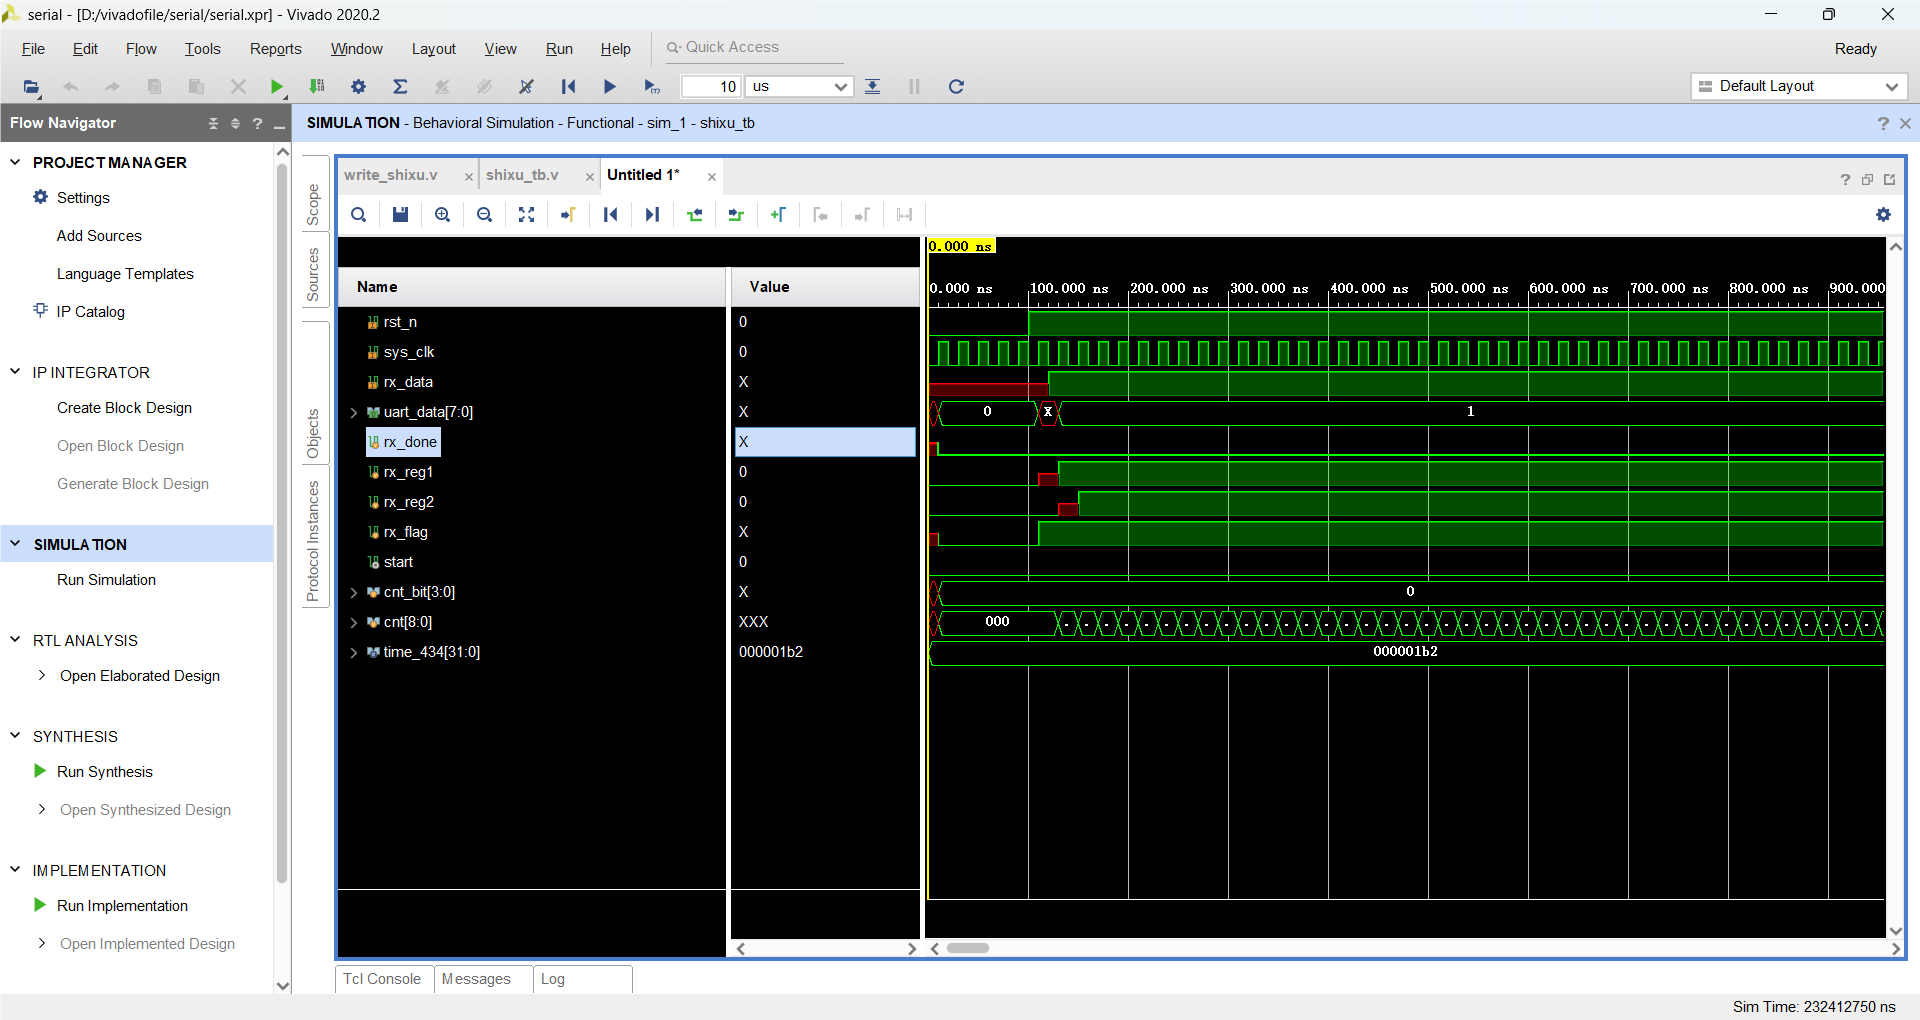 serial - [D:/vivadofile/serial/serial.xpr] - Vivado 2020.2
File Edit Flow Tools Reports Window Layout View Run Help Quick Access Ready
10 us Default Layout
Flow Navigator ? SIMULATION - Behavioral Simulation - Functional - sim_1 - shixu_tb ?
PROJECT MANAGER
Settings
Add Sources
Language Templates
IP Catalog
IP INTEGRATOR
Create Block Design
Open Block Design
Generate Block Design
SIMULATION
Run Simulation
RTL ANALYSIS
Open Elaborated Design
SYNTHESIS
Run Synthesis
Open Synthesized Design
IMPLEMENTATION
Run Implementation
Open Implemented Design
Scope
Sources
Objects
Protocol Instances
write_shixu.v x shixu_tb.v x Untitled 1* x ?
0.000 ns
Name Value 0.000 ns 100.000 ns 200.000 ns 300.000 ns 400.000 ns 500.000 ns 600.000 ns 700.000 ns 800.000 ns 900.000
rst_n 0
sys_clk 0
rx_data X
uart_data[7:0] X 0 X 1
rx_done X
rx_reg1 0
rx_reg2 0
rx_flag X
start 0
cnt_bit[3:0] X 0
cnt[8:0] XXX 000
time_434[31:0] 000001b2 000001b2
Tcl Console Messages Log
Sim Time: 232412750 ns